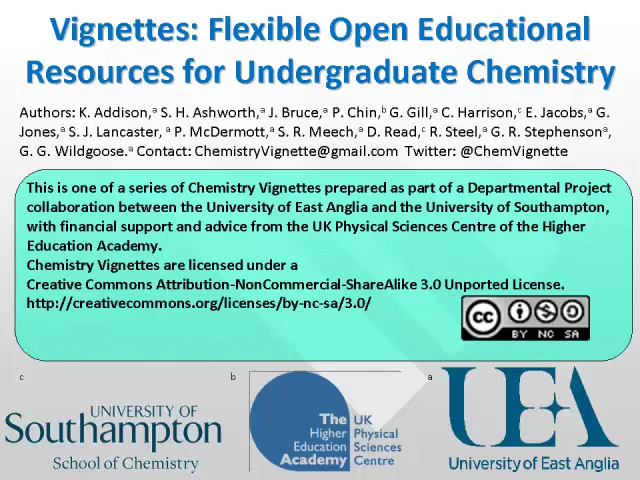 Vignettes: Flexible Open Educational
Resources for Undergraduate Chemistry
Authors: K. Addison,ᵃ S. H. Ashworth,ᵃ J. Bruce,ᵃ P. Chin,ᵇ G. Gill,ᵃ C. Harrison,ᶜ E. Jacobs,ᵃ G.
Jones,ᵃ S. J. Lancaster, ᵃ P. McDermott,ᵃ S. R. Meech,ᵃ D. Read,ᶜ R. Steel,ᵃ G. R. Stephensonᵃ,
G. G. Wildgoose.ᵃ Contact: ChemistryVignette@gmail.com Twitter: @ChemVignette
This is one of a series of Chemistry Vignettes prepared as part of a Departmental Project
collaboration between the University of East Anglia and the University of Southampton,
with financial support and advice from the UK Physical Sciences Centre of the Higher
Education Academy.
Chemistry Vignettes are licensed under a
Creative Commons Attribution-NonCommercial-ShareAlike 3.0 Unported License.
http://creativecommons.org/licenses/by-nc-sa/3.0/
cc
BY NC SA
c
UNIVERSITY OF
Southampton
School of Chemistry
b
The UK
Higher Physical
Education Sciences
Academy Centre
a
UEA
University of East Anglia